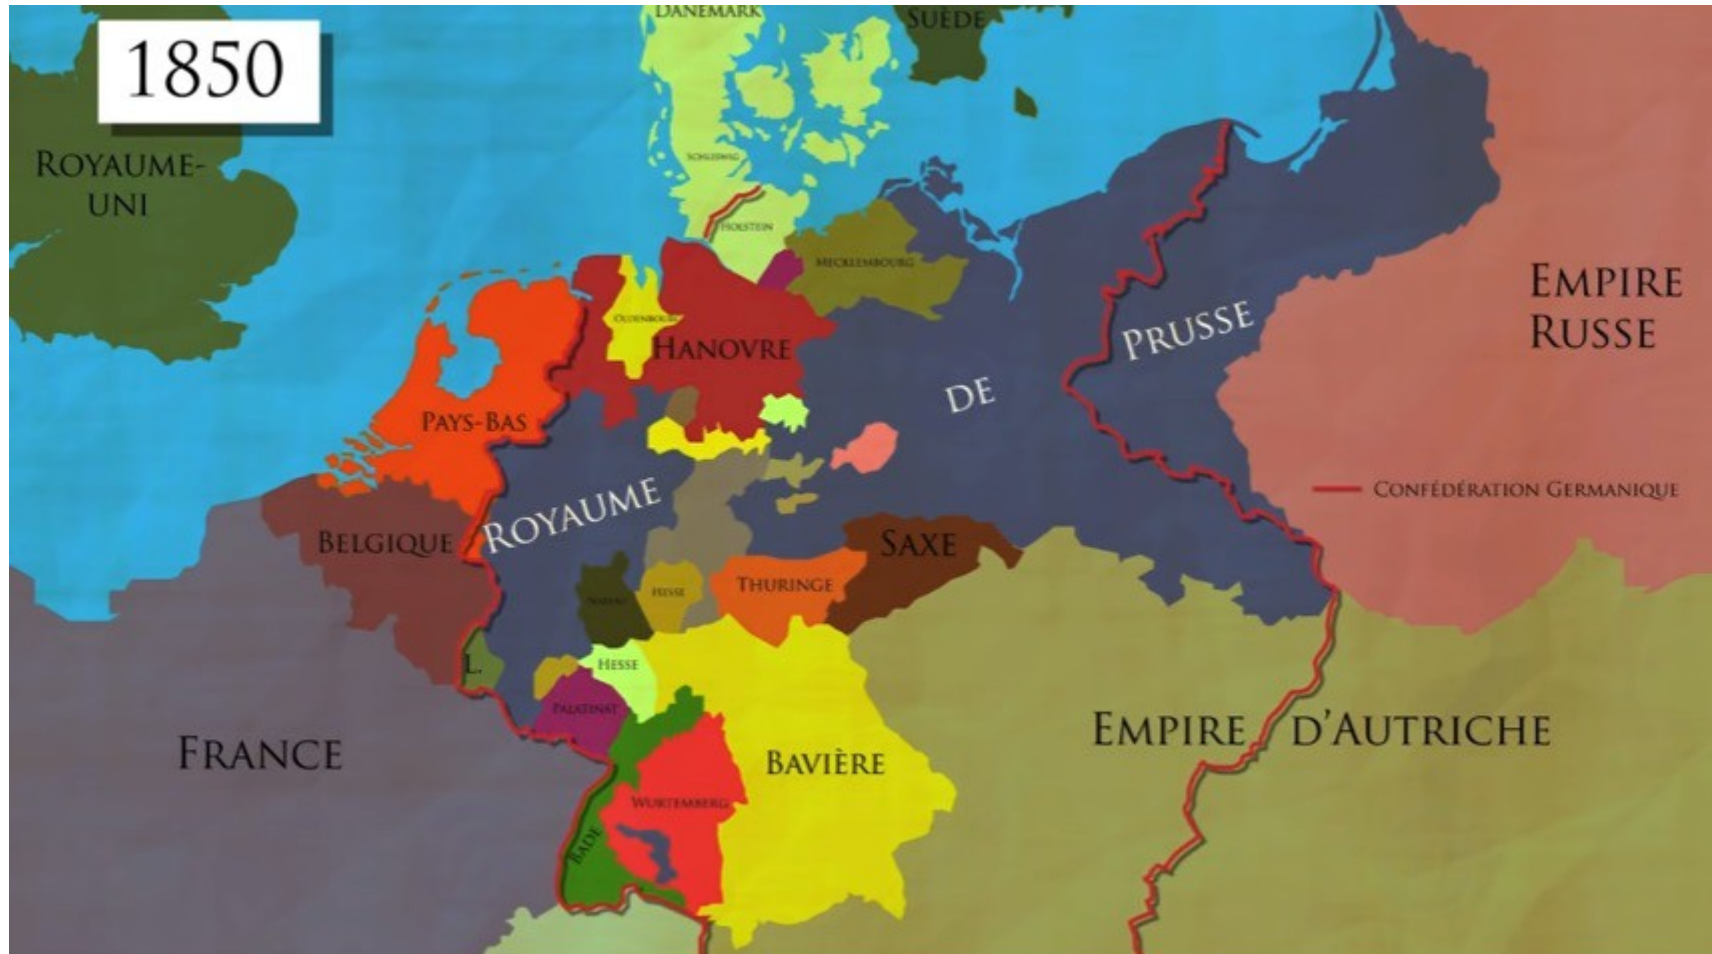 1850
DANEMARK
SUÈDE
ROYAUME-
UNI
SCHLESWIG
HOLSTEIN
MECKLEMBOURG
EMPIRE
RUSSE
OLDENBOURG
HANOVRE
PRUSSE
DE
PAYS-BAS
ROYAUME
CONFÉDÉRATION GERMANIQUE
BELGIQUE
SAXE
THURINGE
NASSAU
HESSE
L.
HESSE
PALATINAT
FRANCE
BAVIÈRE
EMPIRE D'AUTRICHE
WURTEMBERG
BADE